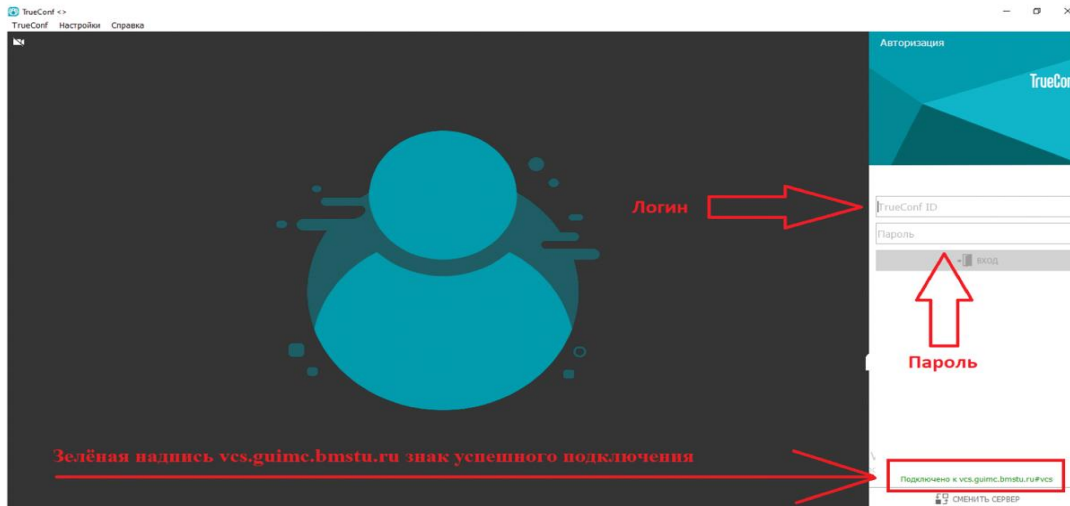 TrueConf <>
TrueConf Настройки Справка
Авторизация
TrueCon
Логин
TrueConf ID
Пароль
вход
Пароль
Зелёная надпись vcs.guimc.bmstu.ru знак успешного подключения
Подключено к vcs.guimc.bmstu.ru#vcs
СМЕНИТЬ СЕРВЕР